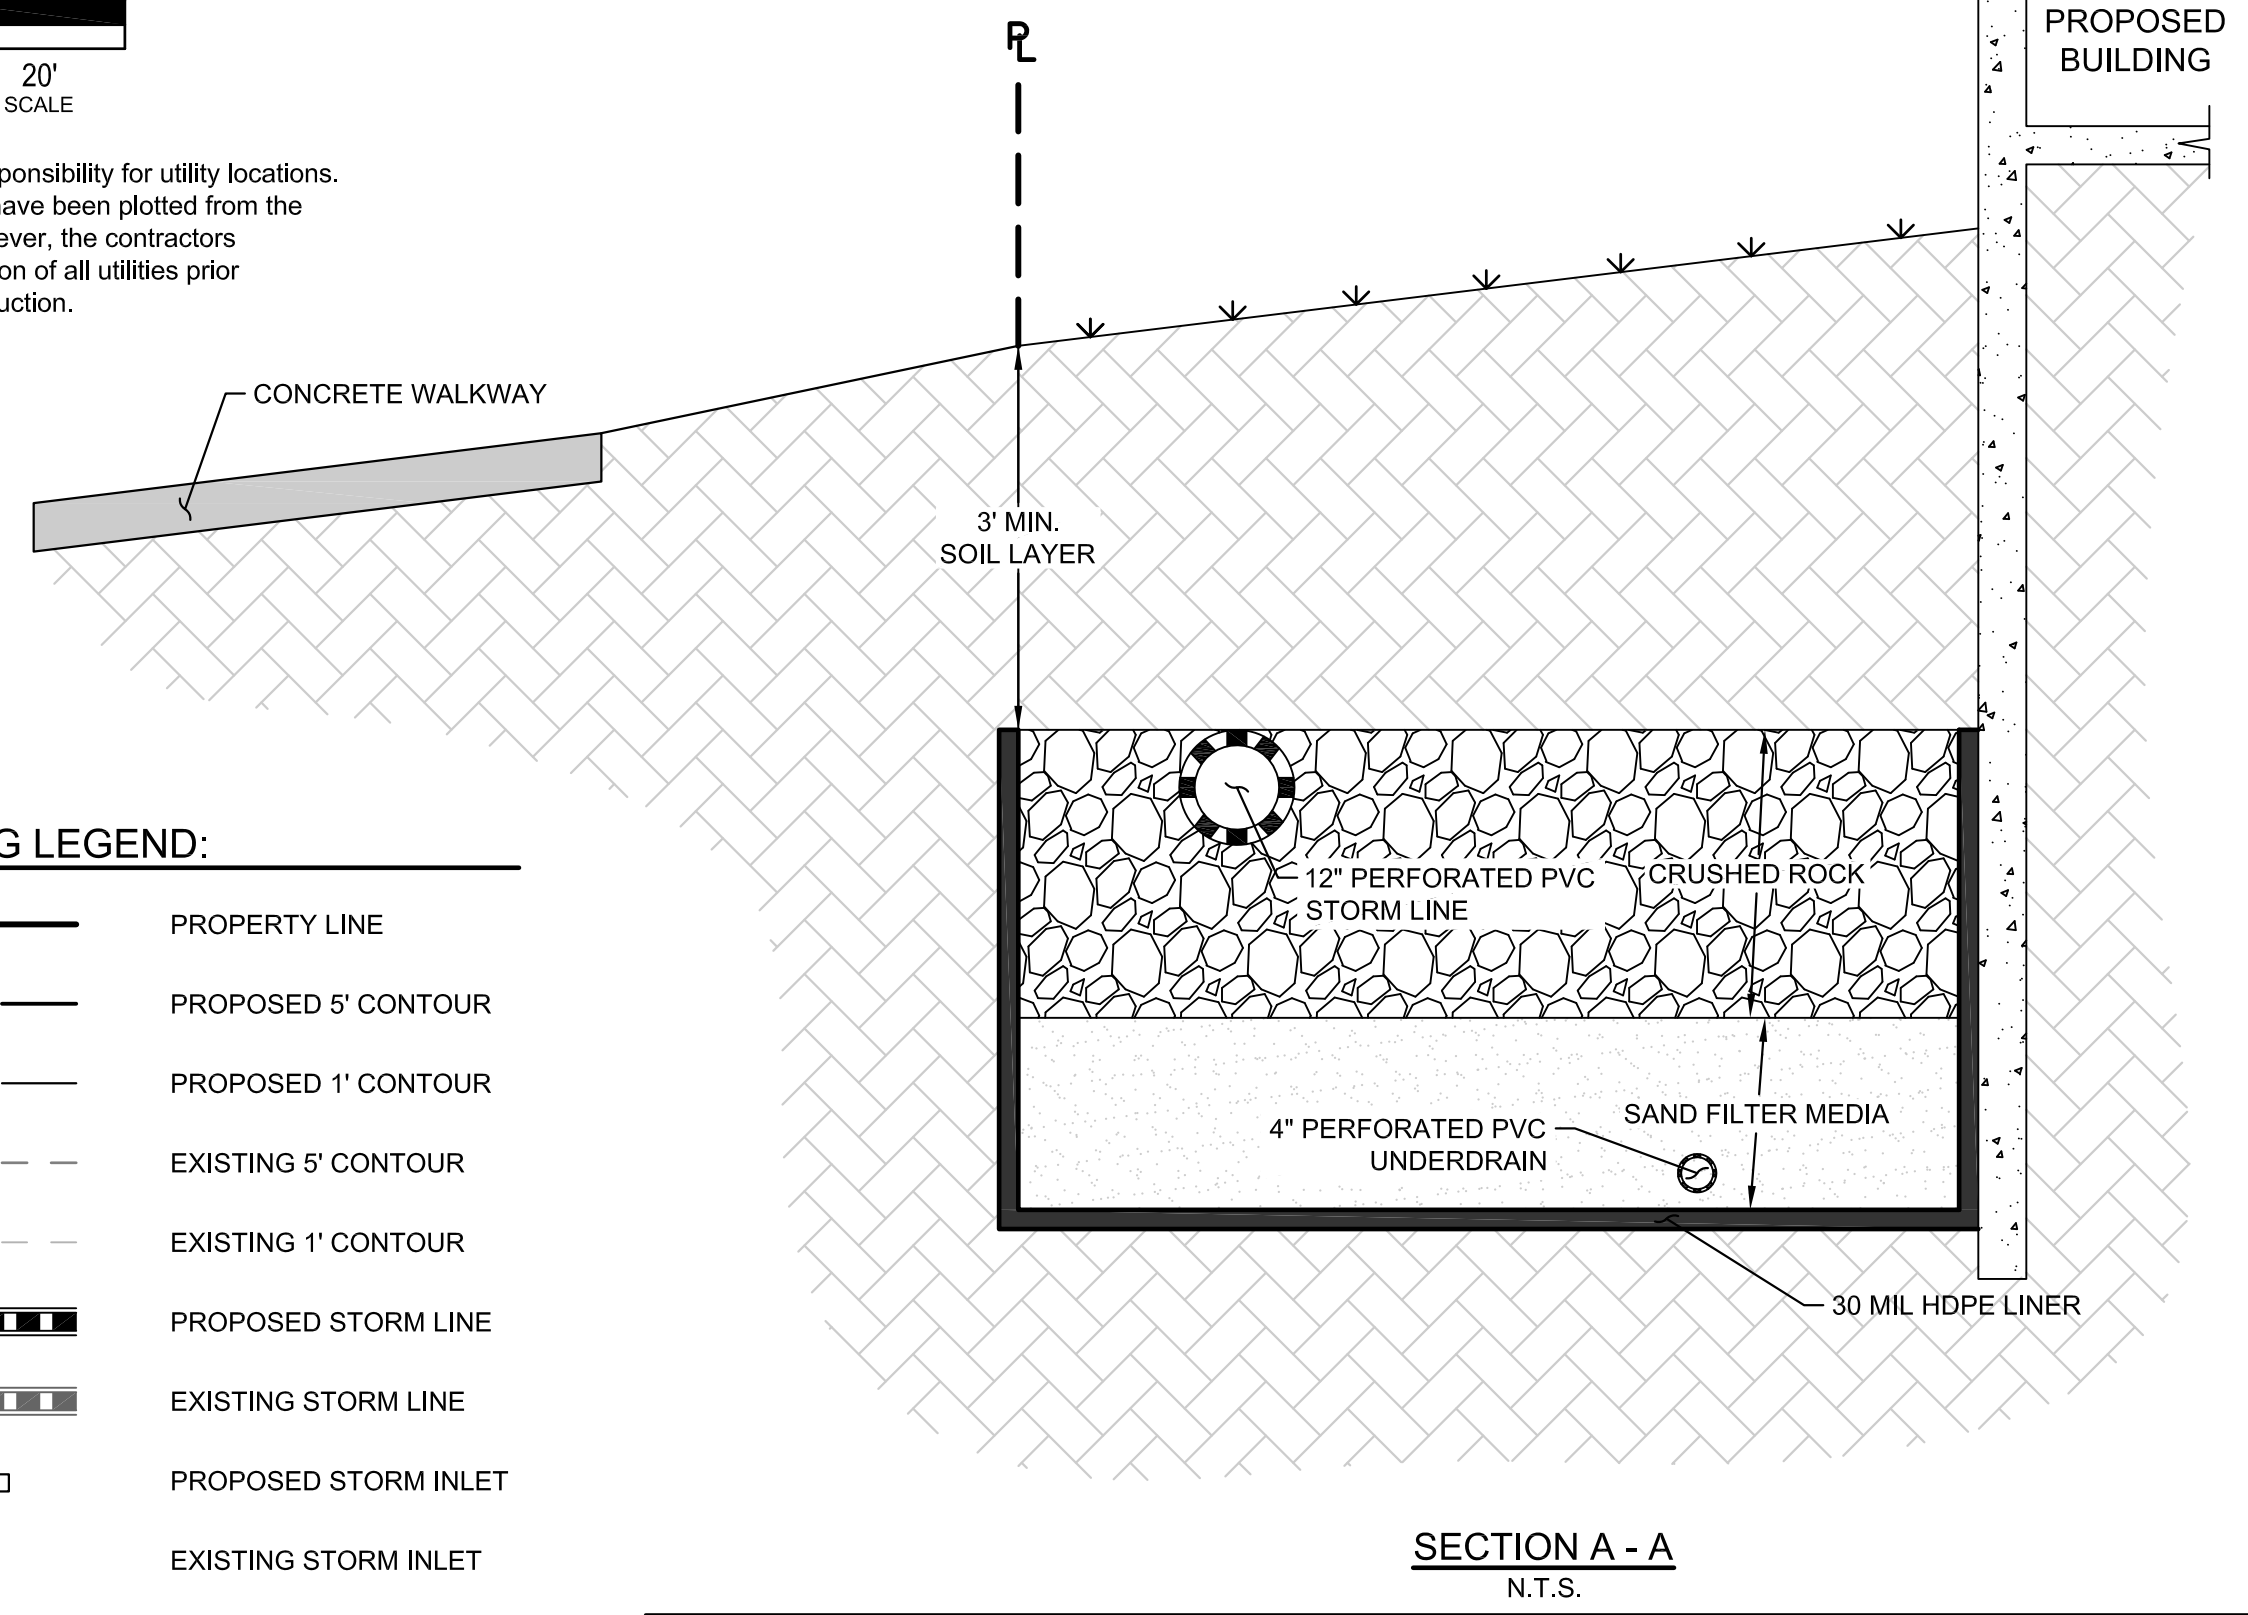 20'
SCALE
ponsibility for utility locations.
have been plotted from the
ever, the contractors
on of all utilities prior
uction.
PL
PROPOSED
BUILDING
CONCRETE WALKWAY
3' MIN.
SOIL LAYER
12" PERFORATED PVC
STORM LINE
CRUSHED ROCK
4" PERFORATED PVC
UNDERDRAIN
SAND FILTER MEDIA
30 MIL HDPE LINER
G LEGEND:
PROPERTY LINE
PROPOSED 5' CONTOUR
PROPOSED 1' CONTOUR
EXISTING 5' CONTOUR
EXISTING 1' CONTOUR
PROPOSED STORM LINE
EXISTING STORM LINE
PROPOSED STORM INLET
EXISTING STORM INLET
SECTION A - A
N.T.S.